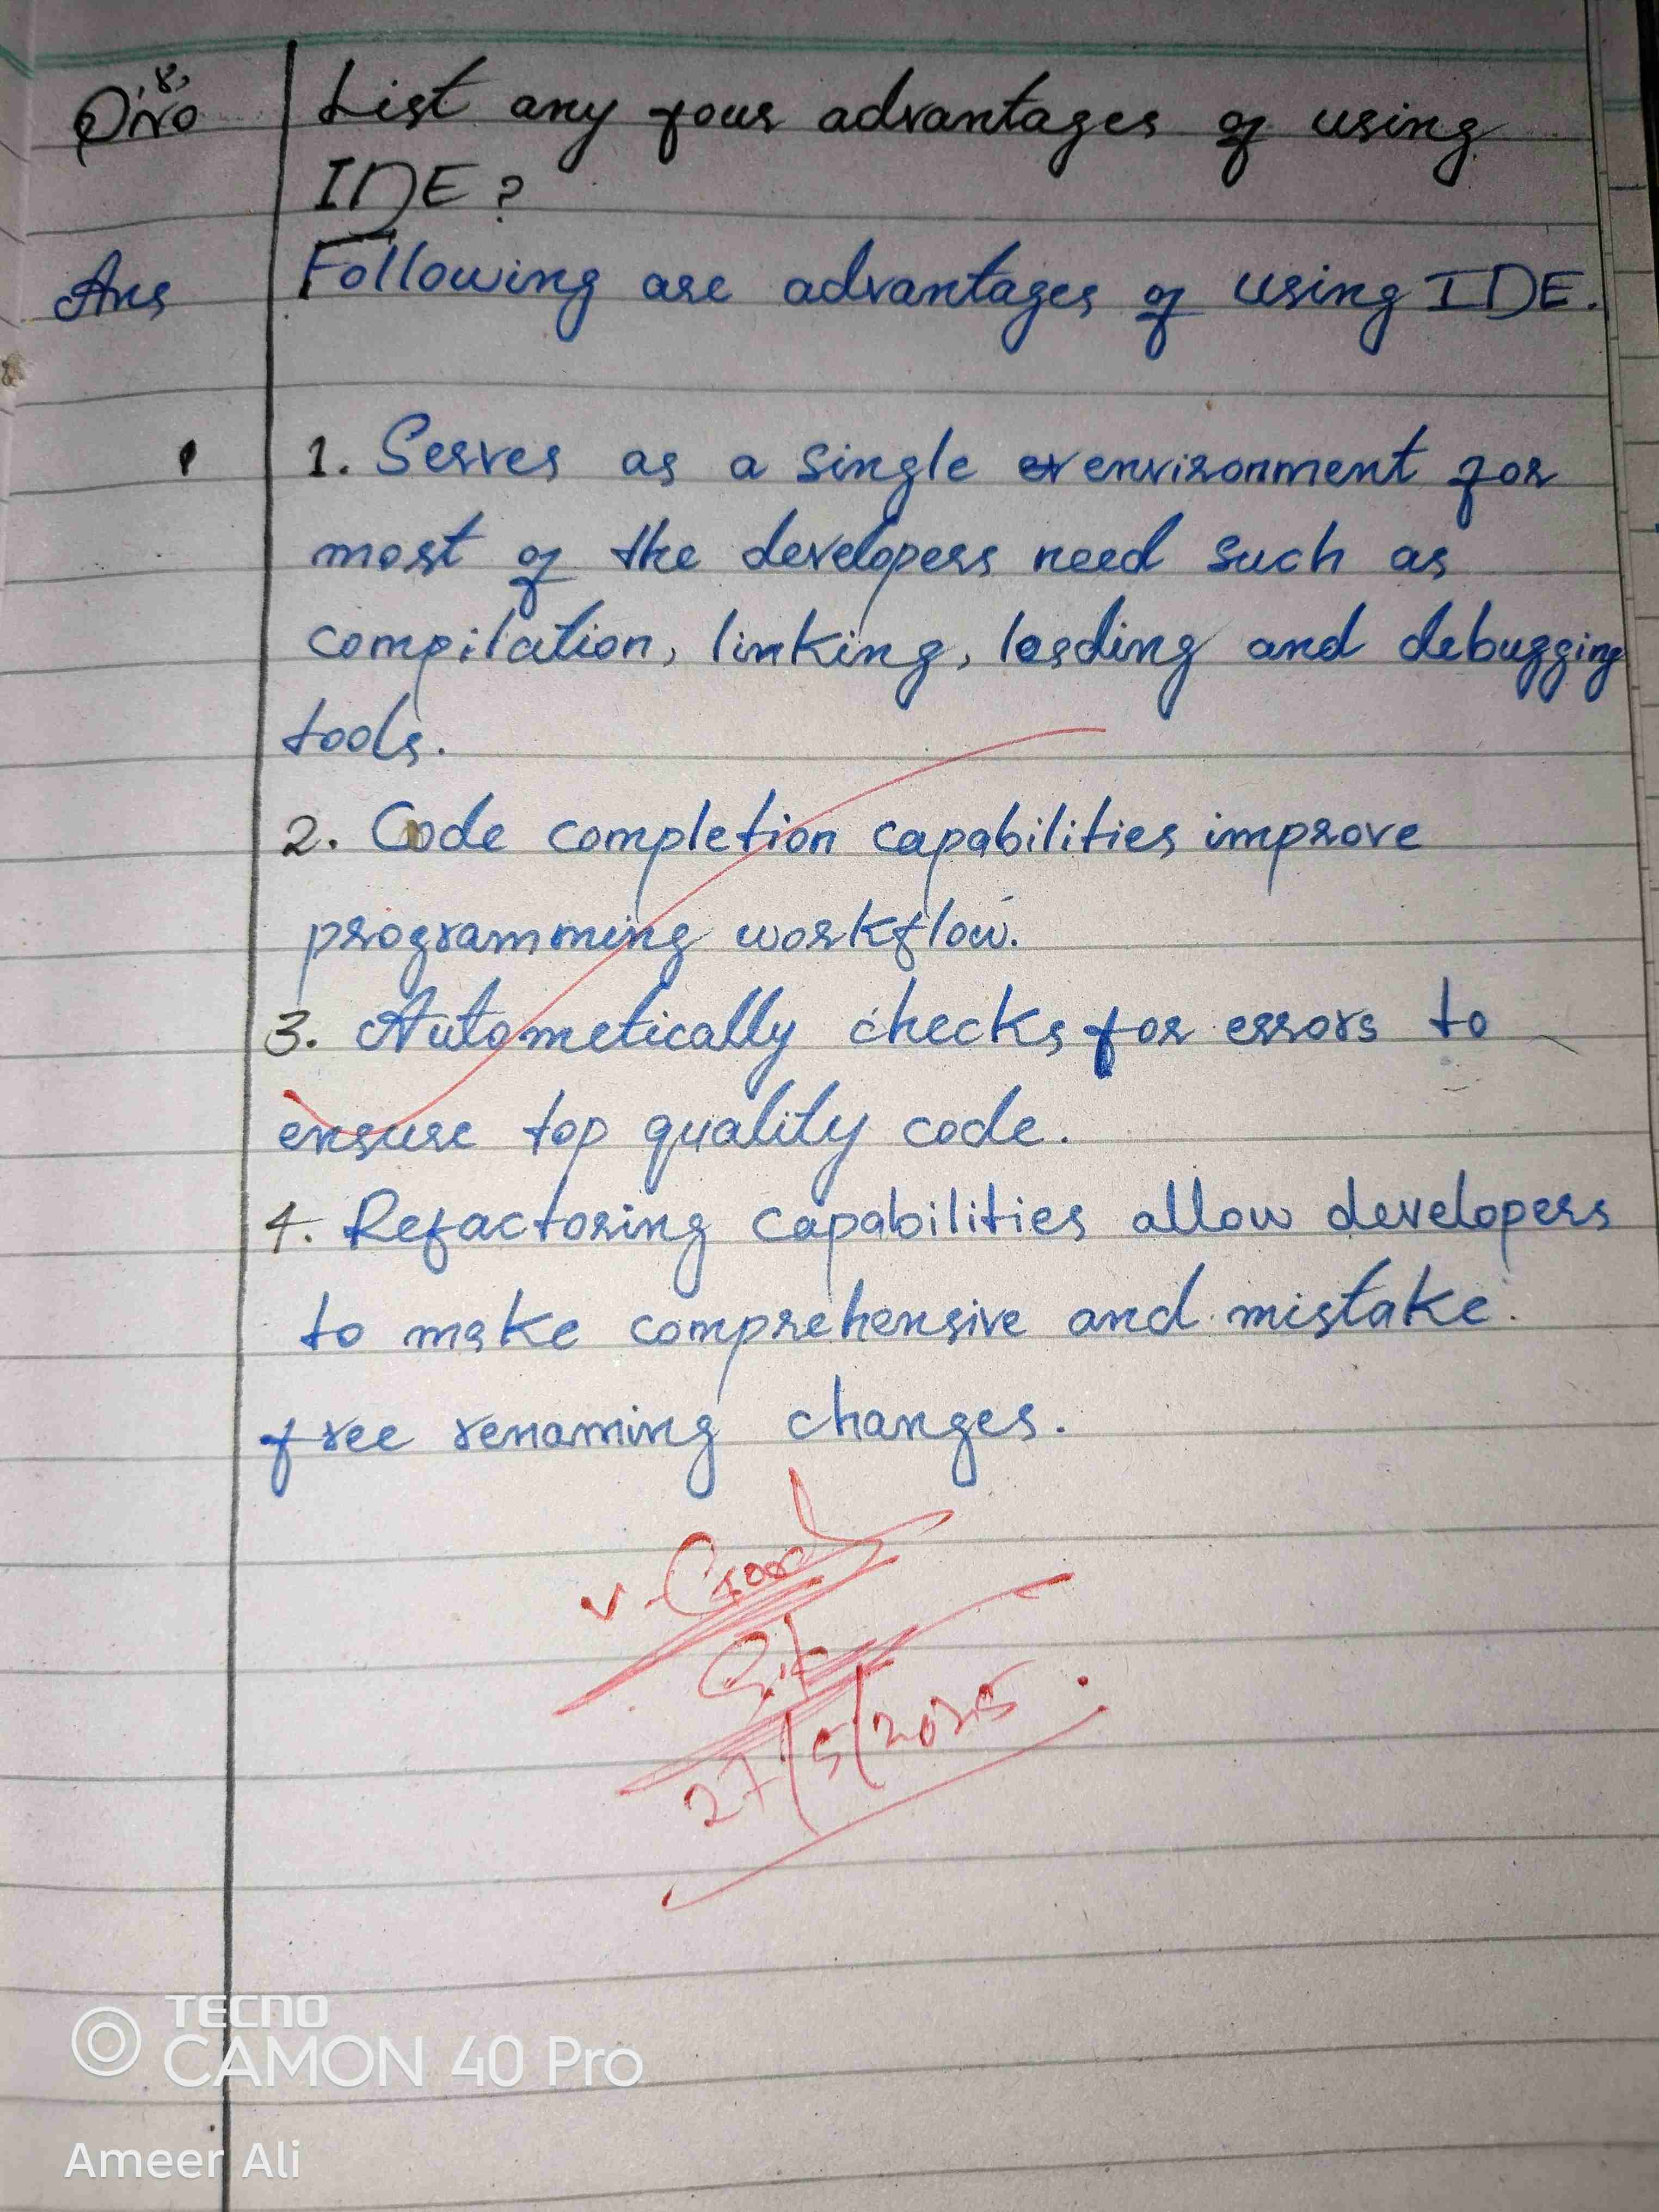 Q.No 8,
List any four advantages of using
IDE?
Ans
Following are advantages of using IDE.
1. Serves as a single environment for
most of the developers need such as
compilation, linking, loading and debugging
tools.
2. Code completion capabilities improve
programming workflow.
3. Autometically checks for errors to
ensure top quality code.
4. Refactoring capabilities allow developers
to make comprehensive and mistake
free renaming changes.
v. Good
27/5/2025
TECNO
CAMON 40 Pro
Ameer Ali